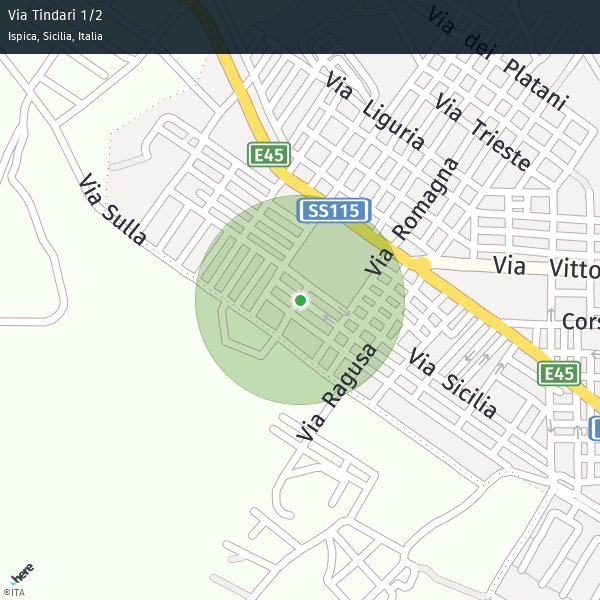 Via Tindari 1/2
Ispica, Sicilia, Italia
Via dei Platani
Via Liguria
Via Trieste
E45
Via Sulla
SS115
Via Romagna
Via Vitto
Cors
Via Sicilia
E45
Via Ragusa
here
©ITA